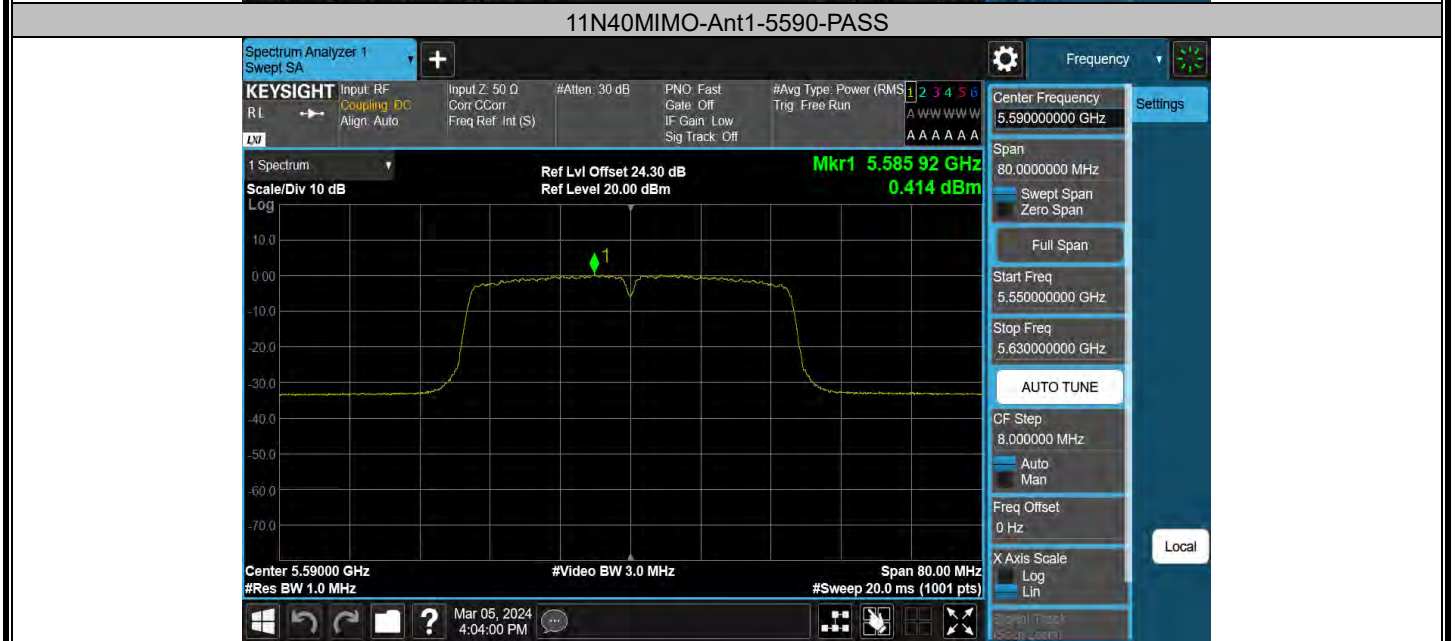 11N40MIMO-Ant1-5590-PASS
Spectrum Analyzer 1
Swept SA
Frequency
KEYSIGHT
RL
LXI
Input: RF
Coupling: DC
Align: Auto
Input Z: 50 Ω
Corr CCorr
Freq Ref: Int (S)
#Atten: 30 dB
PNO: Fast
Gate: Off
IF Gain: Low
Sig Track: Off
#Avg Type: Power (RMS
Trig: Free Run
1 2 3 4 5 6
A W W W W W
A A A A A A
1 Spectrum
Scale/Div 10 dB
Log
Ref Lvl Offset 24.30 dB
Ref Level 20.00 dBm
Mkr1 5.585 92 GHz
0.414 dBm
1
10.0
0.00
-10.0
-20.0
-30.0
-40.0
-50.0
-60.0
-70.0
Center 5.59000 GHz
#Res BW 1.0 MHz
#Video BW 3.0 MHz
Span 80.00 MHz
#Sweep 20.0 ms (1001 pts)
Mar 05, 2024
4:04:00 PM
Center Frequency
5.590000000 GHz
Span
80.0000000 MHz
Swept Span
Zero Span
Full Span
Start Freq
5.550000000 GHz
Stop Freq
5.630000000 GHz
AUTO TUNE
CF Step
8.000000 MHz
Auto
Man
Freq Offset
0 Hz
X Axis Scale
Log
Lin
Signal Track
(Span Zoom)
Settings
Local